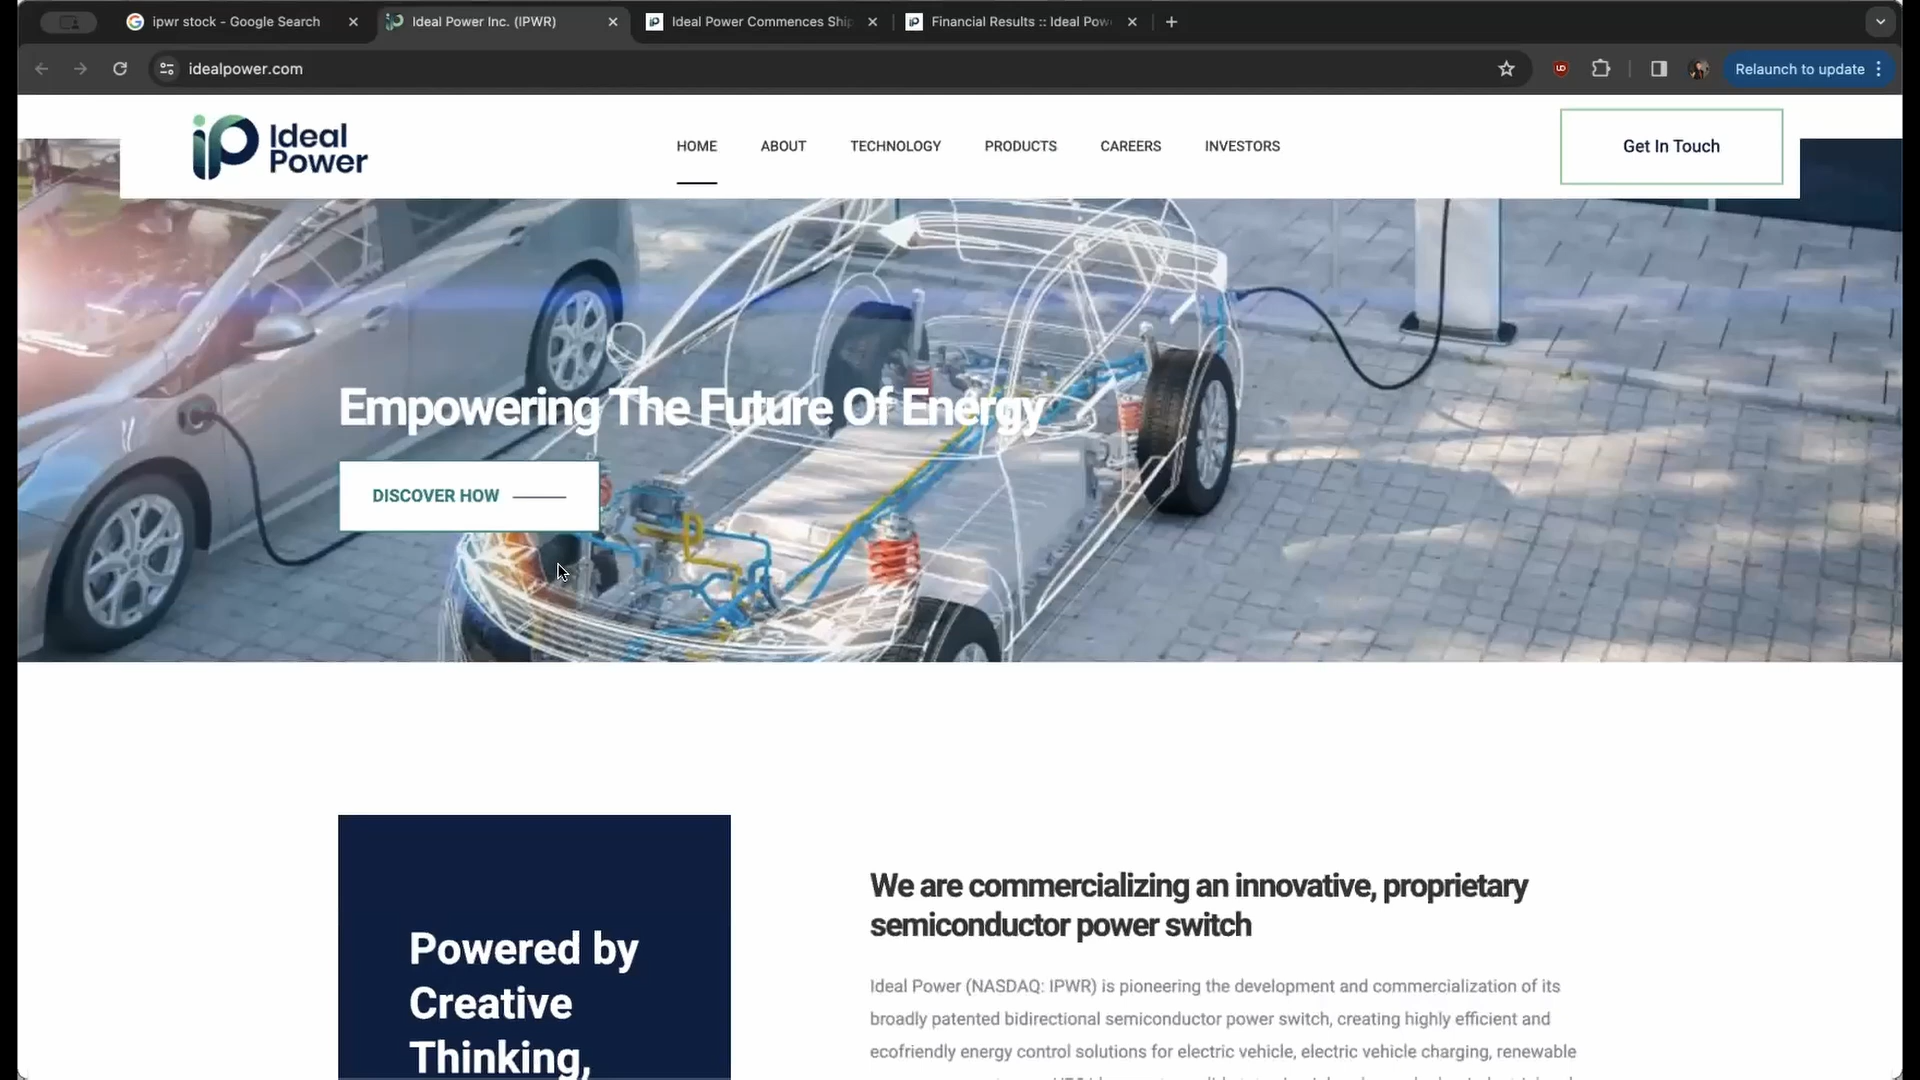 ipwr stock - Google Search
Ideal Power Inc. (IPWR)
Ideal Power Commences Ship
Financial Results :: Ideal Pow
idealpower.com
UD
Relaunch to update
ip Ideal
Power
HOME
ABOUT
TECHNOLOGY
PRODUCTS
CAREERS
INVESTORS
Get In Touch
Empowering The Future Of Energy
DISCOVER HOW
Powered by
Creative
Thinking,
We are commercializing an innovative, proprietary
semiconductor power switch
Ideal Power (NASDAQ: IPWR) is pioneering the development and commercialization of its
broadly patented bidirectional semiconductor power switch, creating highly efficient and
ecofriendly energy control solutions for electric vehicle, electric vehicle charging, renewable